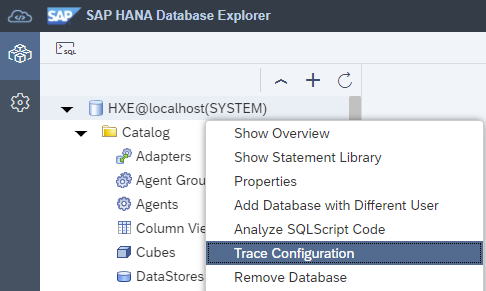 SAP SAP HANA Database Explorer
SQL
HXE@localhost(SYSTEM)
Catalog
Adapters
Agent Grou
Agents
Column Vie
Cubes
DataStores
Show Overview
Show Statement Library
Properties
Add Database with Different User
Analyze SQLScript Code
Trace Configuration
Remove Database